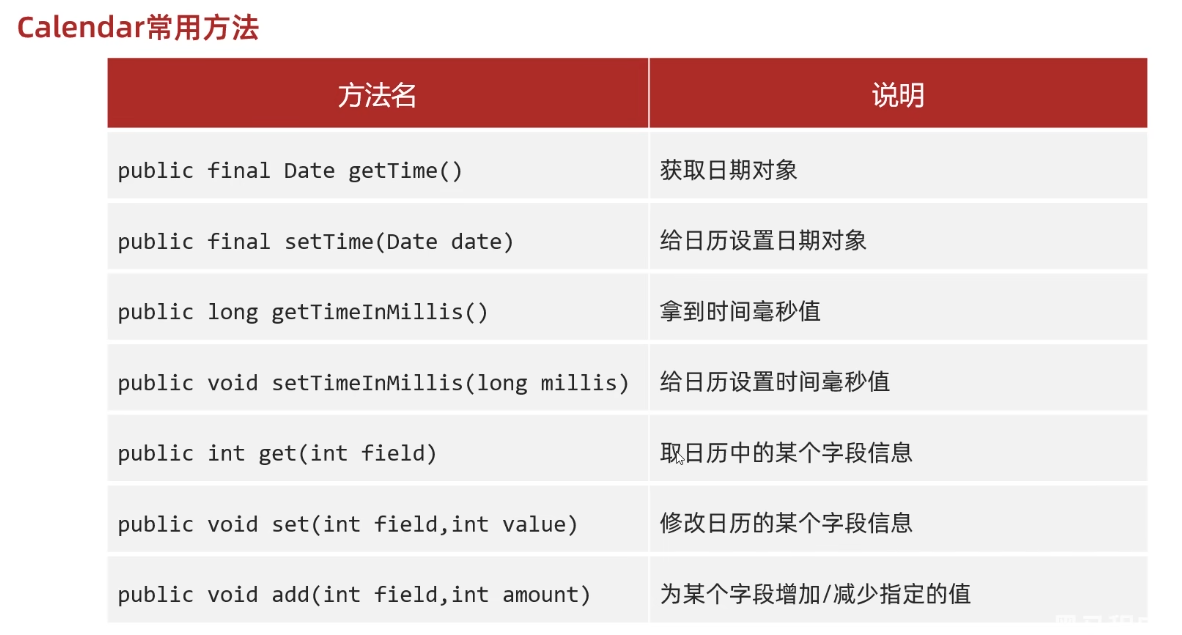 Calendar常用方法
方法名 说明
public final Date getTime() 获取日期对象
public final setTime(Date date) 给日历设置日期对象
public long getTimeInMillis() 拿到时间毫秒值
public void setTimeInMillis(long millis) 给日历设置时间毫秒值
public int get(int field) 取日历中的某个字段信息
public void set(int field,int value) 修改日历的某个字段信息
public void add(int field,int amount) 为某个字段增加/减少指定的值